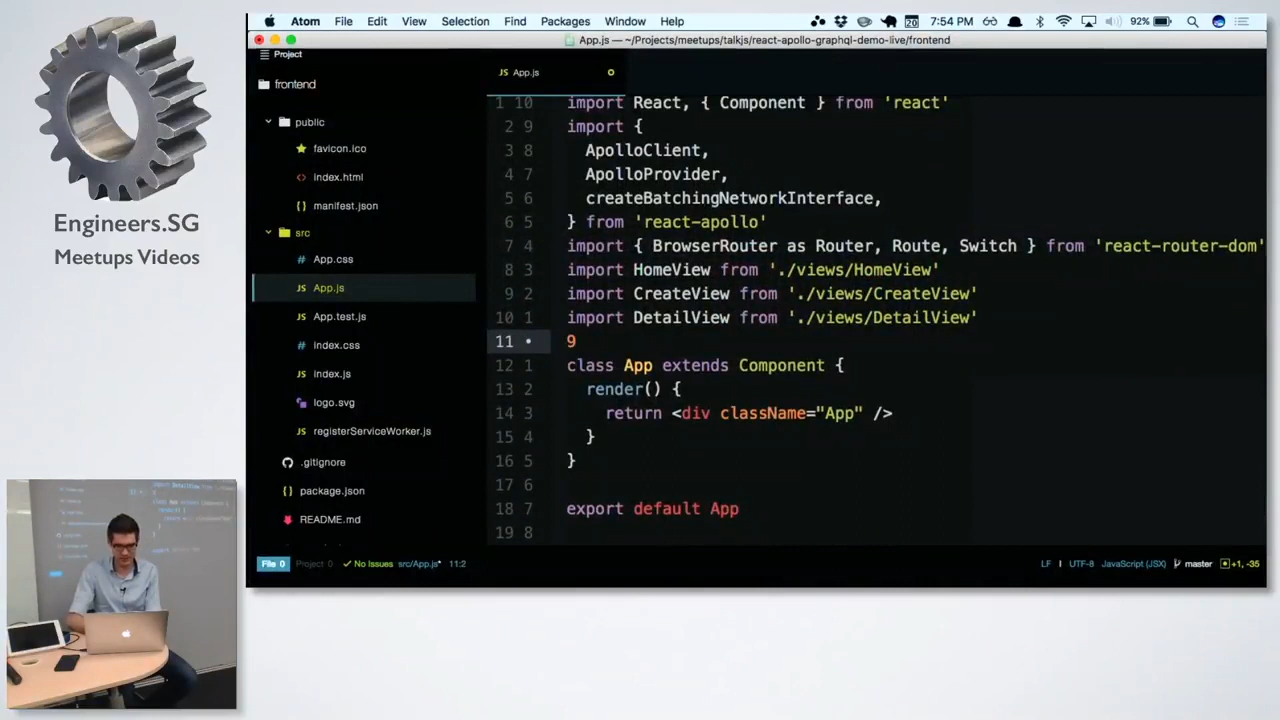 Atom File Edit View Selection Find Packages Window Help 20 7:54 PM 92%
App.js — ~/Projects/meetups/talkjs/react-apollo-graphql-demo-live/frontend
Project
frontend
public
favicon.ico
index.html
manifest.json
src
App.css
App.js
App.test.js
index.css
index.js
logo.svg
registerServiceWorker.js
.gitignore
package.json
README.md
JS App.js
1 10 import React, { Component } from 'react'
2 9 import {
3 8 ApolloClient,
4 7 ApolloProvider,
5 6 createBatchingNetworkInterface,
6 5 } from 'react-apollo'
7 4 import { BrowserRouter as Router, Route, Switch } from 'react-router-dom'
8 3 import HomeView from './views/HomeView'
9 2 import CreateView from './views/CreateView'
10 1 import DetailView from './views/DetailView'
11 • 9
12 1 class App extends Component {
13 2 render() {
14 3 return <div className="App" />
15 4 }
16 5 }
17 6
18 7 export default App
19 8
File 0 Project 0 ✓ No Issues src/App.js* 11:2 LF UTF-8 JavaScript (JSX) master +1, -35
Engineers.SG
Meetups Videos